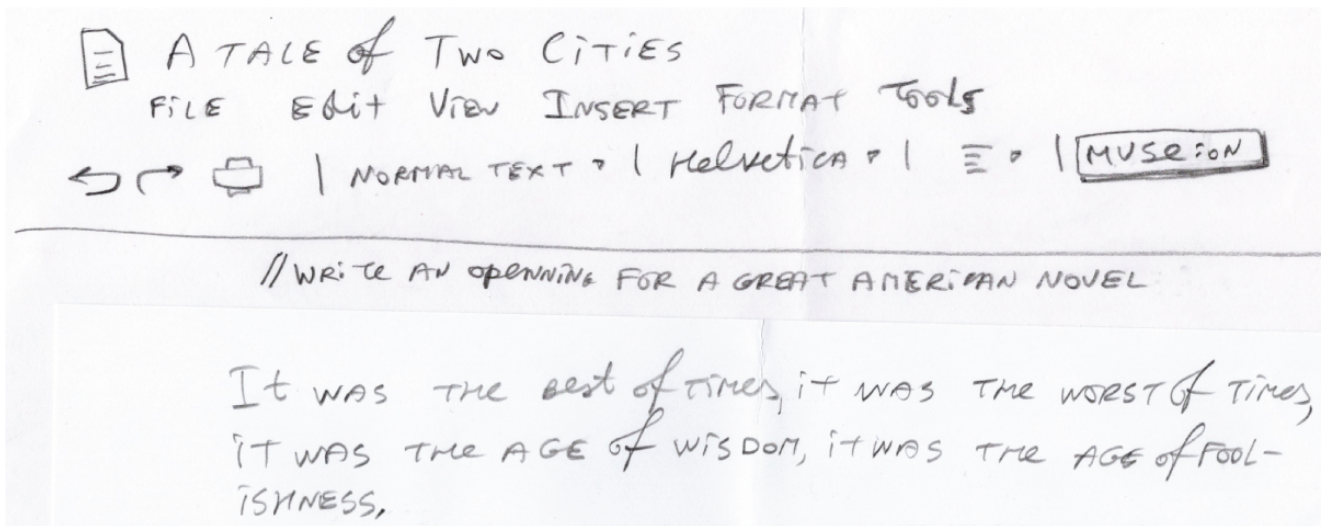 A TALE of Two CiTiES
FiLE Edit View INSERT FORMAT Tools
| NORMAL TEXT | Helvetica | | MUSE:ON
// WRiTe AN OPENNiNG FOR A GREAT AMERiCAN NOVEL
It WAS THE Best of TiMES, iT WAS THE WORST of TiMES,
iT WAS THE AGE of WiSDOM, iT WAS THE AGE of FOOL-
iSHNESS,